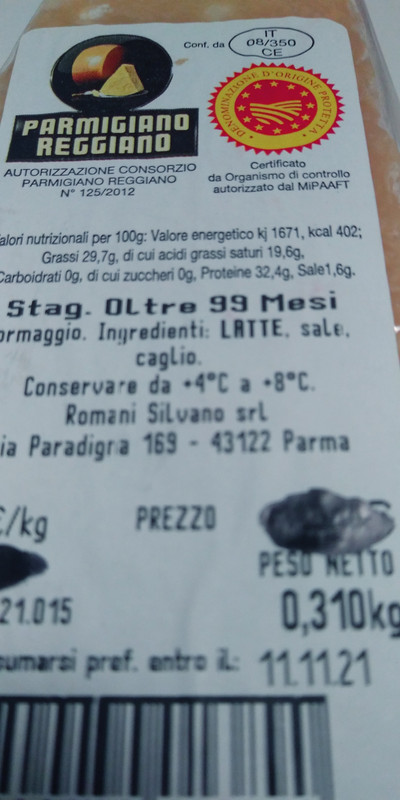 Conf. da
IT
08/350
CE
PARMIGIANO
REGGIANO
DENOMINAZIONE D'ORIGINE PROTETTA
AUTORIZZAZIONE CONSORZIO
PARMIGIANO REGGIANO
N° 125/2012
Certificato
da Organismo di controllo
autorizzato dal MiPAAFT
alori nutrizionali per 100g: Valore energetico kj 1671, kcal 402;
Grassi 29,7g, di cui acidi grassi saturi 19,6g,
Carboidrati 0g, di cui zuccheri 0g, Proteine 32,4g, Sale1,6g.
Stag. OLtre 99 Mesi
ormaggio. Ingredienti: LATTE, sale,
caglio.
Conservare da +4°C a +8°C.
Romani Silvano srl
ia Paradigna 169 - 43122 Parma
€/kg PREZZO
PESO NETTO
21.015 0,310kg
sumarsi pref. entro iL: 11.11.21